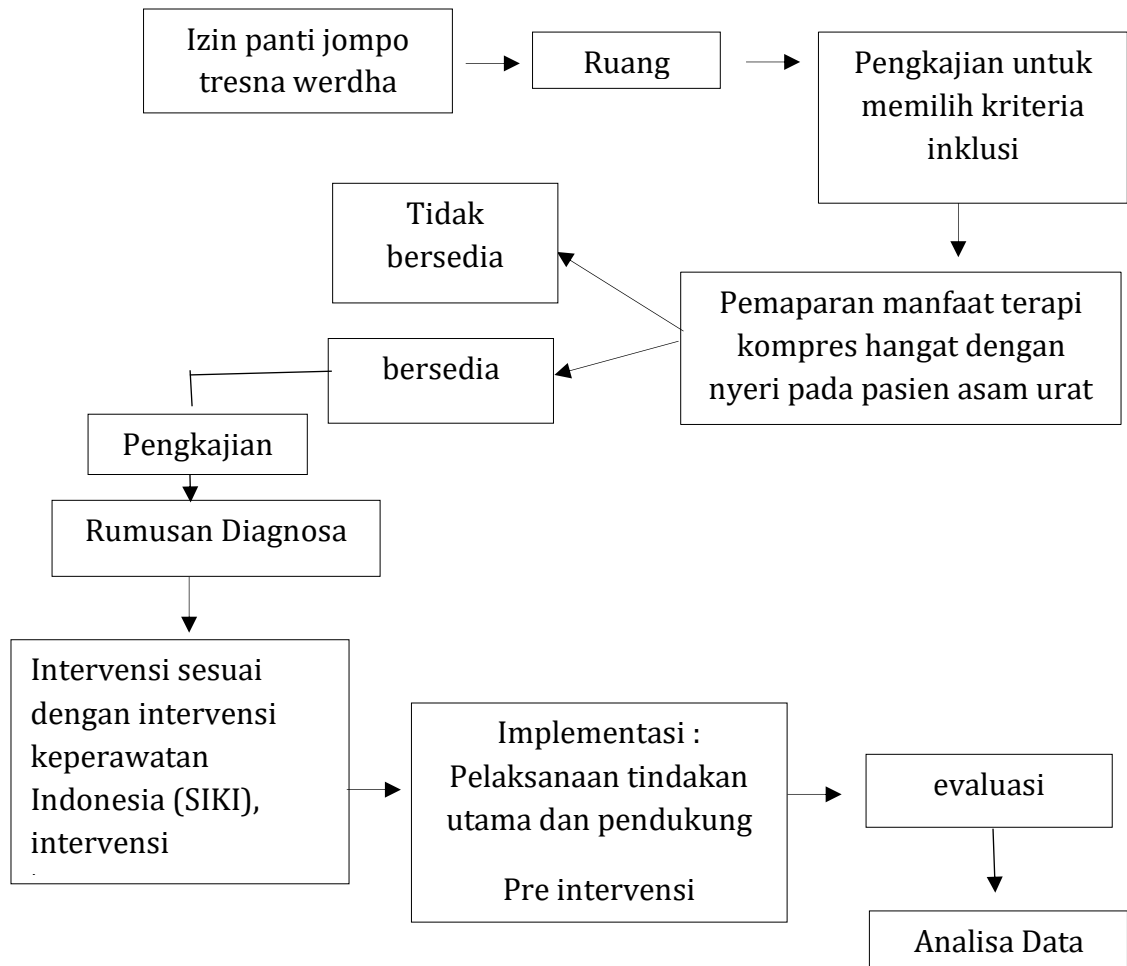 Izin panti jompo
tresna werdha
Ruang
Pengkajian untuk
memilih kriteria
inklusi
Tidak
bersedia
Pemaparan manfaat terapi
kompres hangat dengan
nyeri pada pasien asam urat
bersedia
Pengkajian
Rumusan Diagnosa
Intervensi sesuai
dengan intervensi
keperawatan
Indonesia (SIKI),
intervensi
Implementasi :
Pelaksanaan tindakan
utama dan pendukung
Pre intervensi
evaluasi
Analisa Data